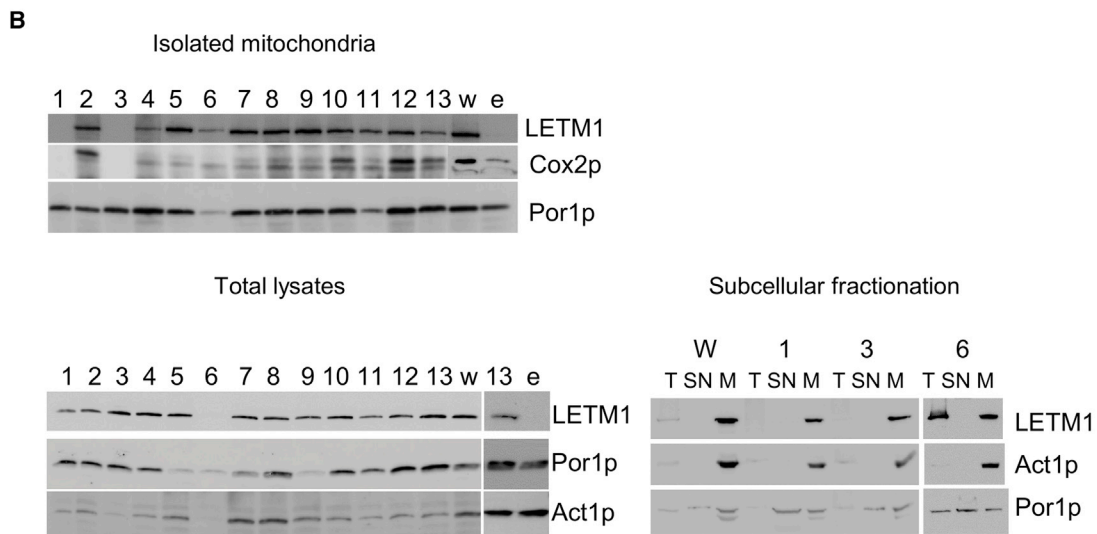 B
Isolated mitochondria
1 2 3 4 5 6 7 8 9 10 11 12 13 w e
LETM1
Cox2p
Por1p
Total lysates
1 2 3 4 5 6 7 8 9 10 11 12 13 w 13 e
LETM1
Por1p
Act1p
Subcellular fractionation
W 1 3 6
T SN M T SN M T SN M T SN M
LETM1
Act1p
Por1p